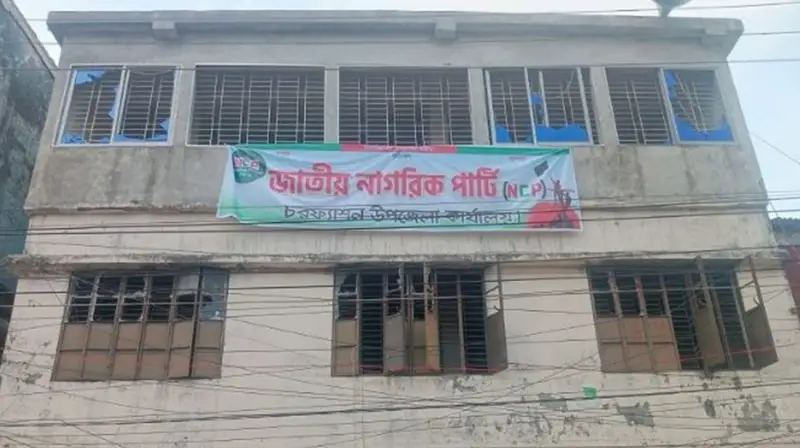 জাতীয় নাগরিক পার্টি (NCP)
চরফ্যাশন উপজেলা কার্যালয়।